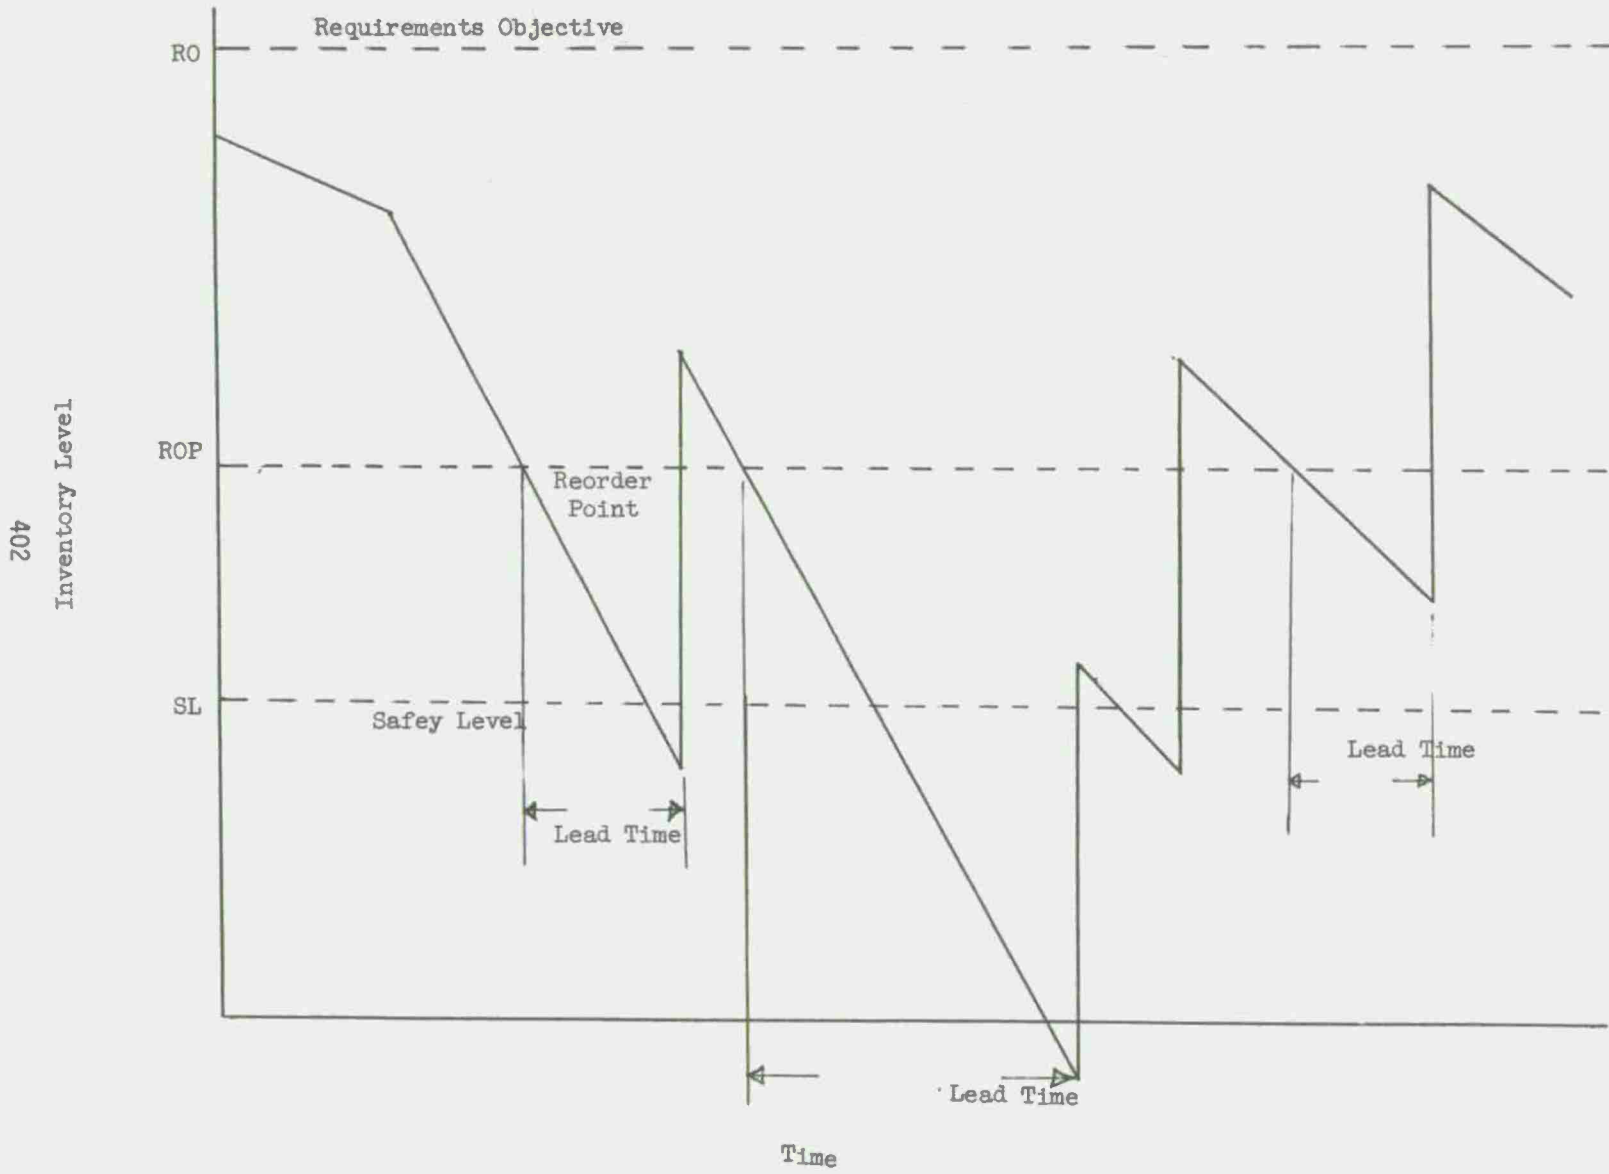 Requirements Objective
RO
ROP
Reorder
Point
SL
Safey Level
Lead Time
Lead Time
Lead Time
Time
Inventory Level
402